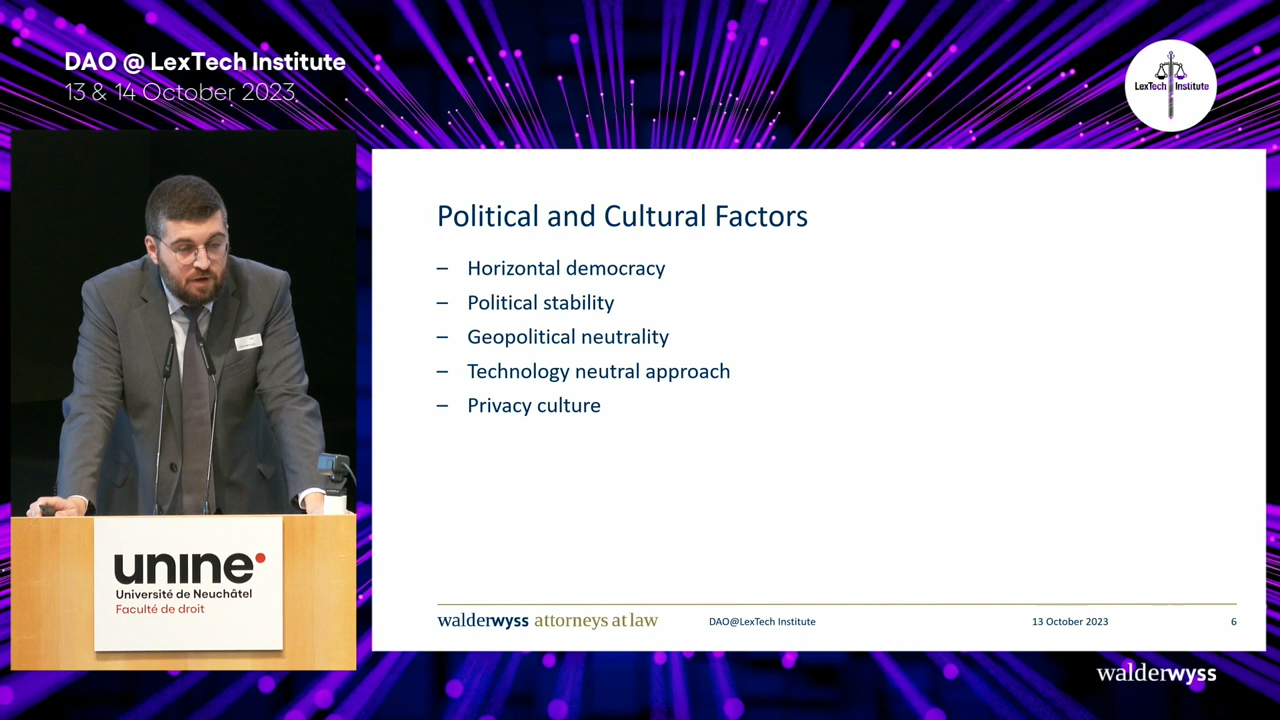 DAO @ LexTech Institute
13 & 14 October 2023
LexTech Institute
Political and Cultural Factors
– Horizontal democracy
– Political stability
– Geopolitical neutrality
– Technology neutral approach
– Privacy culture
unine
Université de Neuchâtel
Faculté de droit
walderwyss attorneys at law DAO@LexTech Institute 13 October 2023 6
walderwyss